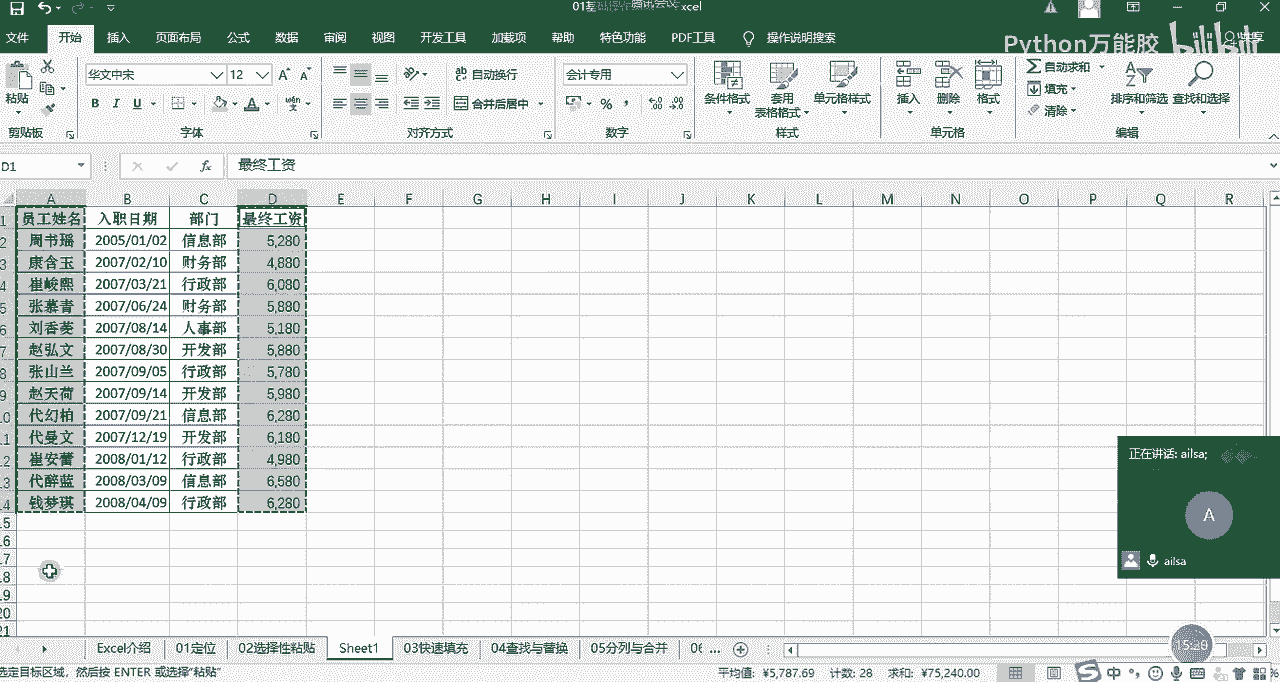 文件 开始 插入 页面布局 公式 数据 审阅 视图 开发工具 加载项 帮助 特色功能 PDF工具 操作说明搜索
Python万能胶 bilibili
华文中宋 12 自动换行 会计专用 自动求和
粘贴 B I U 合并后居中 % 条件格式 套用 单元格样式 插入 删除 格式 填充 排序和筛选 查找和选择
表格格式 清除
剪贴板 字体 对齐方式 数字 样式 单元格 编辑
D1 fx 最终工资
A B C D E F G H I J K L M N O P Q R
1 员工姓名 入职日期 部门 最终工资
2 周书瑶 2005/01/02 信息部 5,280
3 康含玉 2007/02/10 财务部 4,880
4 崔峻熙 2007/03/21 行政部 6,080
5 张慕青 2007/06/24 财务部 5,880
6 刘香菱 2007/08/14 人事部 5,180
7 赵弘文 2007/08/30 开发部 5,880
8 张山兰 2007/09/05 行政部 5,780
9 赵天荷 2007/09/14 开发部 5,980
10 代幻柏 2007/09/21 信息部 6,280
11 代曼文 2007/12/19 开发部 6,180
12 崔安蕾 2008/01/12 行政部 4,980
13 代醉蓝 2008/03/09 信息部 6,580
14 钱梦琪 2008/04/09 行政部 6,280
15
16
17
18
19
20
21
正在讲话: ailsa;
A
ailsa
15:20
Excel介绍 01定位 02选择性粘贴 Sheet1 03快速填充 04查找与替换 05分列与合并 ...
选定目标区域，然后按 ENTER 或选择"粘贴" 平均值: ¥5,787.69 计数: 28 求和: ¥75,240.00 中